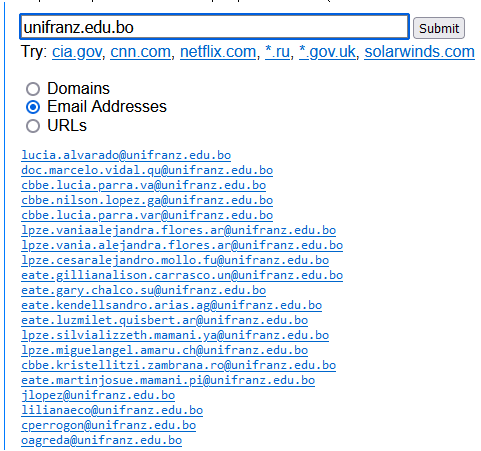 unifranz.edu.bo Submit
Try: cia.gov, cnn.com, netflix.com, *.ru, *.gov.uk, solarwinds.com
Domains
Email Addresses
URLs
lucia.alvarado@unifranz.edu.bo
doc.marcelo.vidal.qu@unifranz.edu.bo
cbbe.lucia.parra.va@unifranz.edu.bo
cbbe.nilson.lopez.ga@unifranz.edu.bo
cbbe.lucia.parra.var@unifranz.edu.bo
lpze.vaniaalejandra.flores.ar@unifranz.edu.bo
lpze.vania.alejandra.flores.ar@unifranz.edu.bo
lpze.cesaralejandro.mollo.fu@unifranz.edu.bo
eate.gillianalison.carrasco.un@unifranz.edu.bo
eate.gary.chalco.su@unifranz.edu.bo
eate.kendellsandro.arias.ag@unifranz.edu.bo
eate.luzmilet.quisbert.ar@unifranz.edu.bo
lpze.silvializzeth.mamani.ya@unifranz.edu.bo
lpze.miguelangel.amaru.ch@unifranz.edu.bo
cbbe.kristellitzi.zambrana.ro@unifranz.edu.bo
eate.martinjosue.mamani.pi@unifranz.edu.bo
jlopez@unifranz.edu.bo
lilianaeco@unifranz.edu.bo
cperrogon@unifranz.edu.bo
oagreda@unifranz.edu.bo